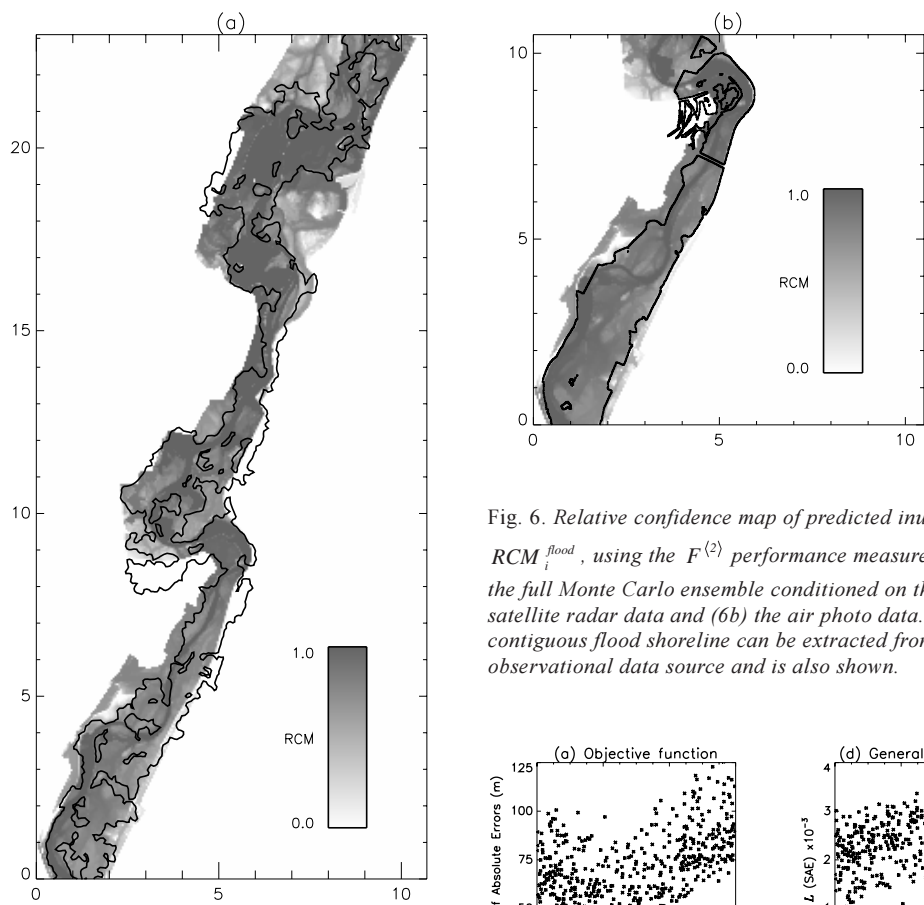 (a)
20
15
10
5
0
0
5
10
1.0
RCM
0.0
(b)
10
5
0
0
5
10
1.0
RCM
0.0
Fig. 6. Relative confidence map of predicted inu
RCM i flood, using the F⟨2⟩ performance measure
the full Monte Carlo ensemble conditioned on th
satellite radar data and (6b) the air photo data.
contiguous flood shoreline can be extracted from
observational data source and is also shown.
(a) Objective function
125
100
75
f Absolute Errors (m)
(d) General
4
3
2
L (SAE) x10⁻³